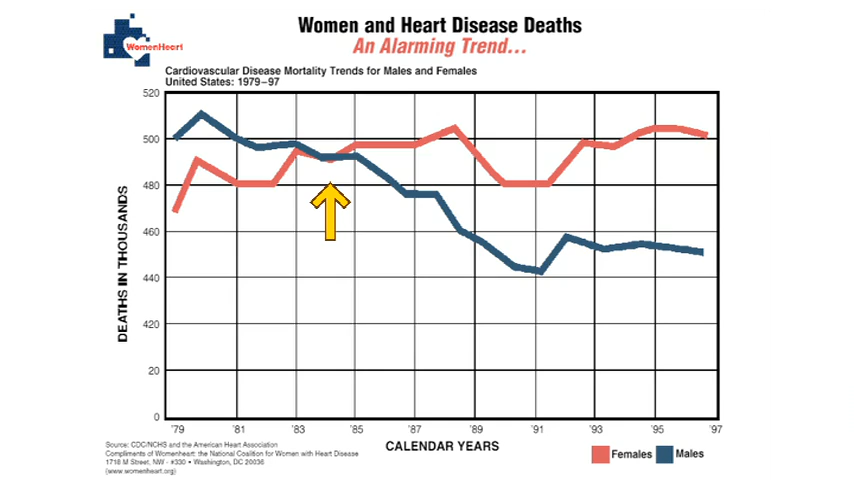 WomenHeart
Women and Heart Disease Deaths
An Alarming Trend...
Cardiovascular Disease Mortality Trends for Males and Females
United States: 1979–97
DEATHS IN THOUSANDS
520
500
480
460
440
420
20
0
'79 '81 '83 '85 '87 '89 '91 '93 '95 '97
CALENDAR YEARS
Source: CDC/NCHS and the American Heart Association
Compliments of Womenheart: the National Coalition for Women with Heart Disease
1718 M Street, NW - #330 • Washington, DC 20036
(www.womenheart.org)
Females Males